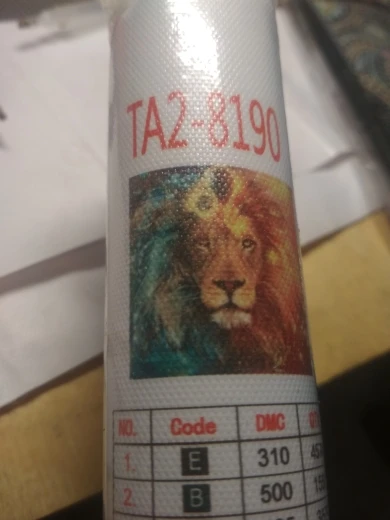 TA2-8190
NO. Code DMC
1. E 310
2. B 500